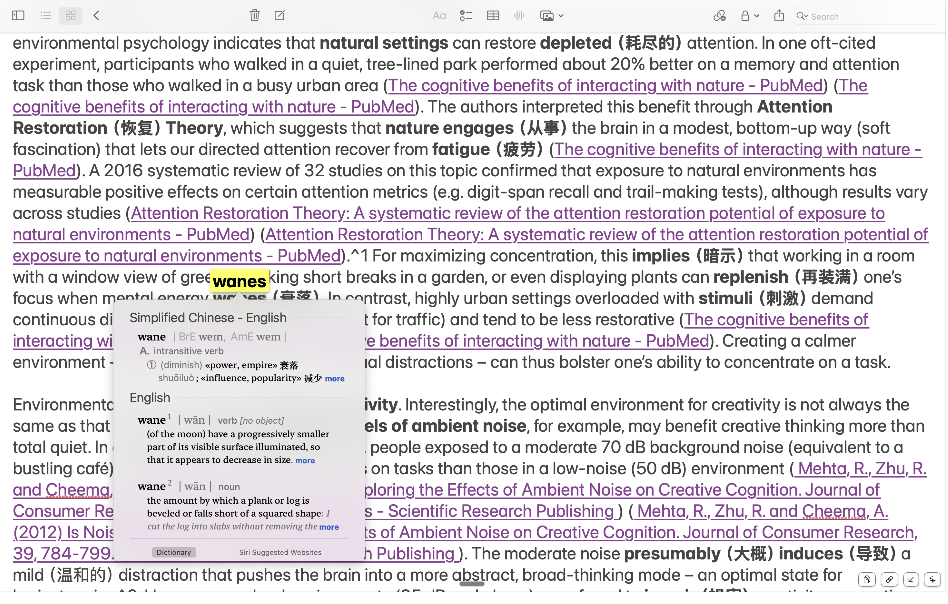 Aa
Search
environmental psychology indicates that natural settings can restore depleted（耗尽的）attention. In one oft-cited
experiment, participants who walked in a quiet, tree-lined park performed about 20% better on a memory and attention
task than those who walked in a busy urban area (The cognitive benefits of interacting with nature - PubMed) (The
cognitive benefits of interacting with nature - PubMed). The authors interpreted this benefit through Attention
Restoration（恢复）Theory, which suggests that nature engages（从事）the brain in a modest, bottom-up way (soft
fascination) that lets our directed attention recover from fatigue（疲劳）(The cognitive benefits of interacting with nature -
PubMed). A 2016 systematic review of 32 studies on this topic confirmed that exposure to natural environments has
measurable positive effects on certain attention metrics (e.g. digit-span recall and trail-making tests), although results vary
across studies (Attention Restoration Theory: A systematic review of the attention restoration potential of exposure to
natural environments - PubMed) (Attention Restoration Theory: A systematic review of the attention restoration potential of
exposure to natural environments - PubMed).^1 For maximizing concentration, this implies（暗示）that working in a room
with a window view of gree wanes king short breaks in a garden, or even displaying plants can replenish（再装满）one's
focus when mental energy wanes（衰落）. In contrast, highly urban settings overloaded with stimuli（刺激）demand
continuous di t for traffic) and tend to be less restorative (The cognitive benefits of
interacting wi ve benefits of interacting with nature - PubMed). Creating a calmer
environment – al distractions – can thus bolster one's ability to concentrate on a task.
Simplified Chinese - English
wane | BrE weɪn, AmE weɪn |
A. intransitive verb
① (diminish) «power, empire» 衰落
shuāiluò ; «influence, popularity» 减少 more
English
wane¹ | wān | verb [no object]
(of the moon) have a progressively smaller
part of its visible surface illuminated, so
that it appears to decrease in size. more
wane² | wān | noun
the amount by which a plank or log is
beveled or falls short of a squared shape: I
cut the log into slabs without removing the more
Dictionary Siri Suggested Websites
Environmenta ivity. Interestingly, the optimal environment for creativity is not always the
same as that els of ambient noise, for example, may benefit creative thinking more than
total quiet. In people exposed to a moderate 70 dB background noise (equivalent to a
bustling café) s on tasks than those in a low-noise (50 dB) environment ( Mehta, R., Zhu, R.
and Cheema, ploring the Effects of Ambient Noise on Creative Cognition. Journal of
Consumer Re s - Scientific Research Publishing ) ( Mehta, R., Zhu, R. and Cheema, A.
(2012) Is Nois ts of Ambient Noise on Creative Cognition. Journal of Consumer Research,
39, 784-799. ch Publishing ). The moderate noise presumably（大概）induces（导致）a
mild（温和的）distraction that pushes the brain into a more abstract, broad-thinking mode – an optimal state for